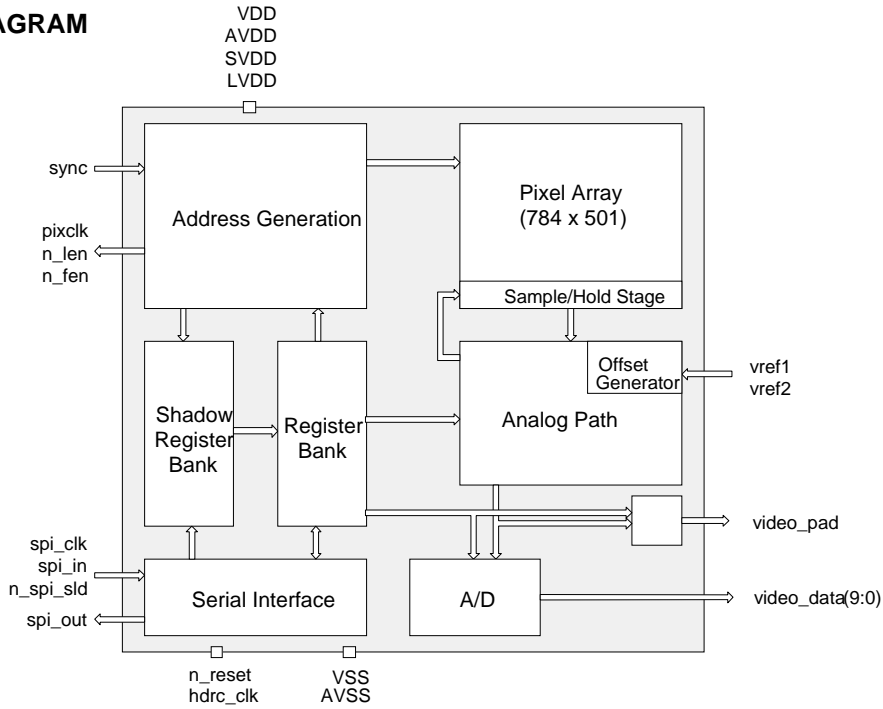 AGRAM
VDD
AVDD
SVDD
LVDD
sync
pixclk
n_len
n_fen
Address Generation
Pixel Array
(784 x 501)
Sample/Hold Stage
Shadow
Register
Bank
Register
Bank
Offset
Generator
Analog Path
vref1
vref2
video_pad
spi_clk
spi_in
n_spi_sld
spi_out
Serial Interface
A/D
video_data(9:0)
n_reset
hdrc_clk
VSS
AVSS